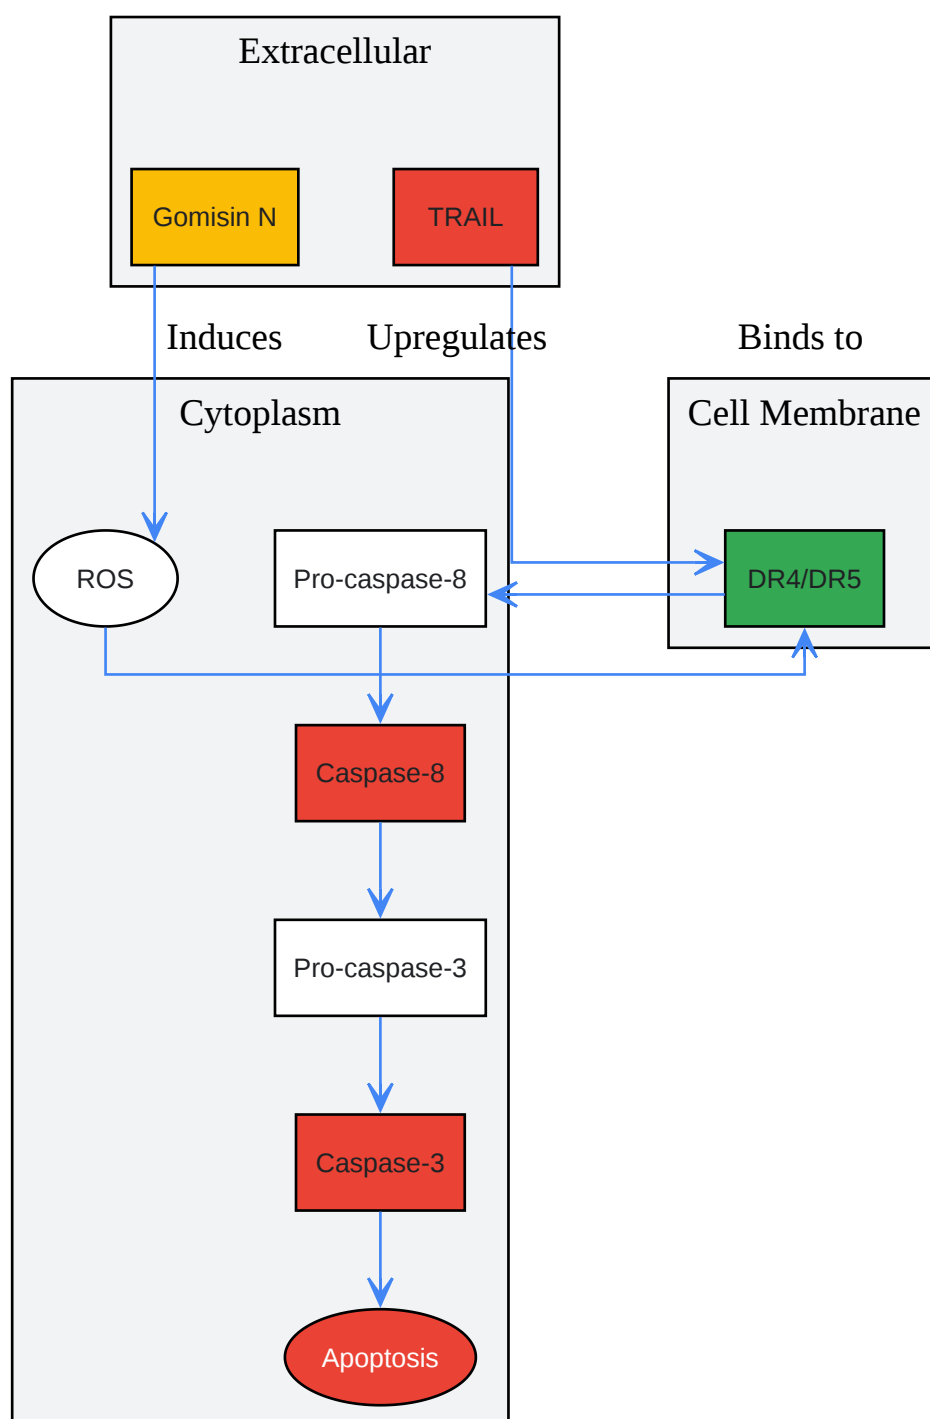 Extracellular
Gomisin N
TRAIL
Induces
Upregulates
Binds to
Cytoplasm
Cell Membrane
ROS
Pro-caspase-8
DR4/DR5
Caspase-8
Pro-caspase-3
Caspase-3
Apoptosis